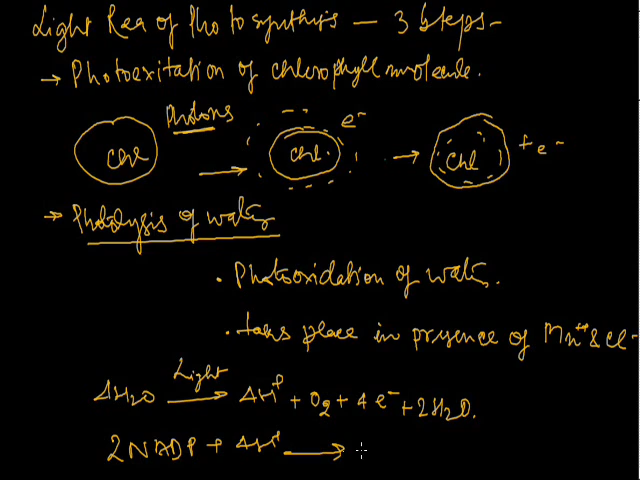 Light Rea of Photosynthesis — 3 Steps -
→ Photoexitation of chlorophyll molecule.
Photons
Chl → Chl. e⁻ → Chl + e⁻
→ Photolysis of water
· Photooxidation of water.
· takes place in presence of Mn⁺⁺ & Cl⁻
4H2O —Light→ 4H⁺ + O2 + 4e⁻ + 2H2O.
2NADP + 4H⁺ →